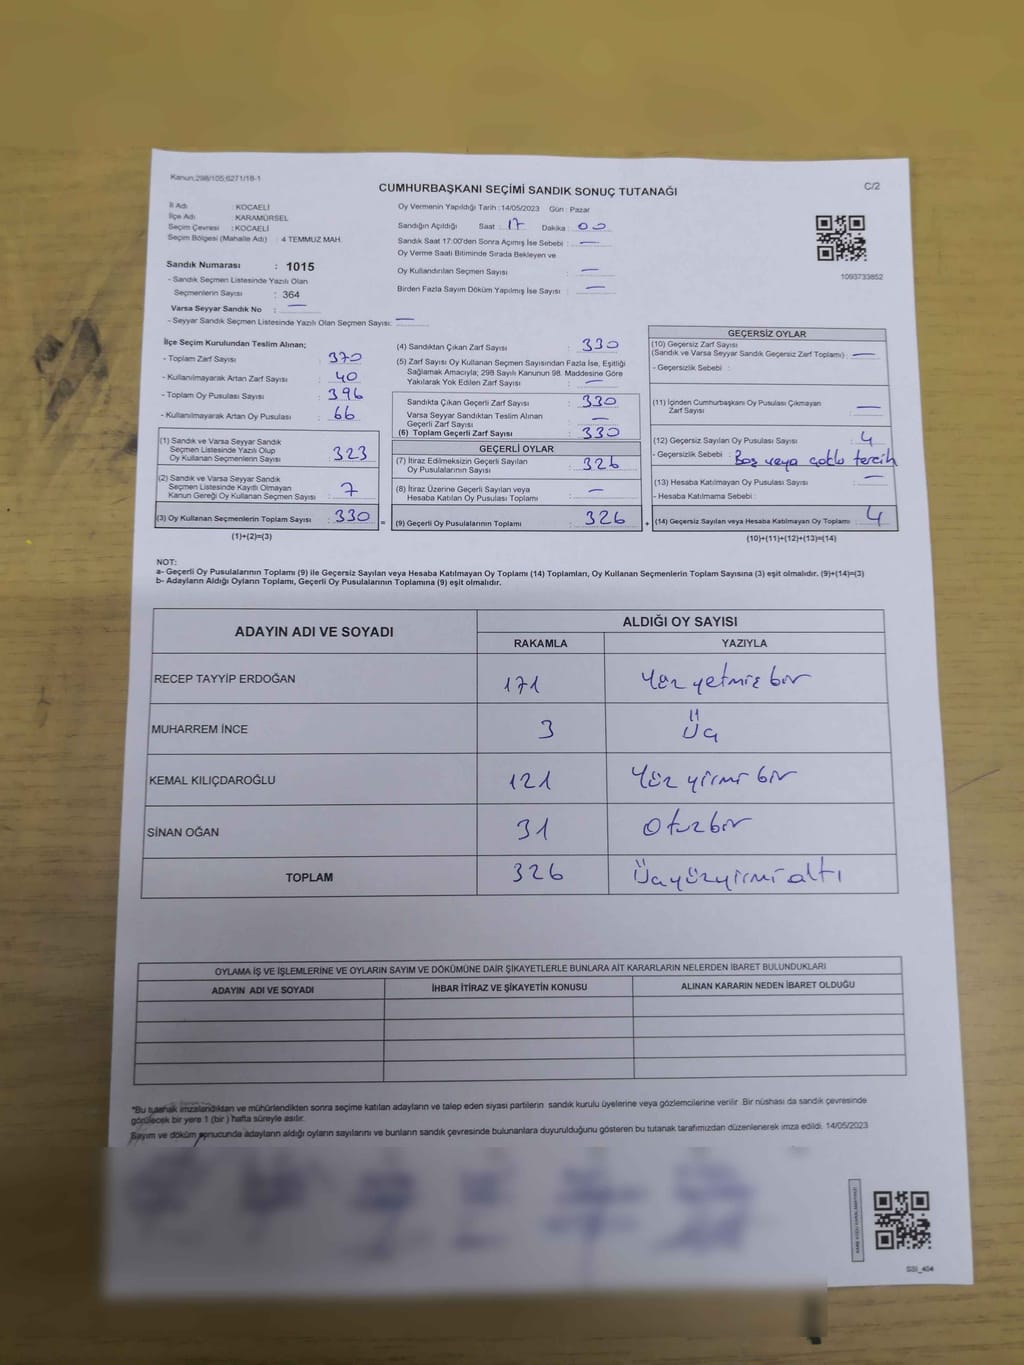 Kanun;298/105;6271/18-1
CUMHURBAŞKANI SEÇİMİ SANDIK SONUÇ TUTANAĞI
C/2
İl Adı : KOCAELİ
İlçe Adı : KARAMÜRSEL
Seçim Çevresi : KOCAELİ
Seçim Bölgesi (Mahalle Adı) : 4 TEMMUZ MAH.
Sandık Numarası : 1015
- Sandık Seçmen Listesinde Yazılı Olan
Seçmenlerin Sayısı : 364
Varsa Seyyar Sandık No : —
- Seyyar Sandık Seçmen Listesinde Yazılı Olan Seçmen Sayısı: —
Oy Vermenin Yapıldığı Tarih :14/05/2023 Gün : Pazar
Sandığın Açıldığı Saat : 17 Dakika : 00
Sandık Saat 17:00'den Sonra Açımış İse Sebebi : —
Oy Verme Saati Bitiminde Sırada Bekleyen ve
Oy Kullandırılan Seçmen Sayısı : —
Birden Fazla Sayım Döküm Yapılmış İse Sayısı : —
1093733852
İlçe Seçim Kurulundan Teslim Alınan;
- Toplam Zarf Sayısı : 370
- Kullanılmayarak Artan Zarf Sayısı : 40
- Toplam Oy Pusulası Sayısı : 396
- Kullanılmayarak Artan Oy Pusulası : 66
(1) Sandık ve Varsa Seyyar Sandık
Seçmen Listesinde Yazılı Olup
Oy Kullanan Seçmenlerin Sayısı : 323
(2) Sandık ve Varsa Seyyar Sandık
Seçmen Listesinde Kayıtlı Olmayan
Kanun Gereği Oy Kullanan Seçmen Sayısı : 7
(3) Oy Kullanan Seçmenlerin Toplam Sayısı : 330
(1)+(2)=(3)
=
(4) Sandıktan Çıkan Zarf Sayısı : 330
(5) Zarf Sayısı Oy Kullanan Seçmen Sayısından Fazla İse, Eşitliği
Sağlamak Amacıyla; 298 Sayılı Kanunun 98. Maddesine Göre
Yakılarak Yok Edilen Zarf Sayısı : —
Sandıkta Çıkan Geçerli Zarf Sayısı : 330
Varsa Seyyar Sandıktan Teslim Alınan
Geçerli Zarf Sayısı : —
(6) Toplam Geçerli Zarf Sayısı : 330
GEÇERLİ OYLAR
(7) İtiraz Edilmeksizin Geçerli Sayılan
Oy Pusulalarının Sayısı : 326
(8) İtiraz Üzerine Geçerli Sayılan veya
Hesaba Katılan Oy Pusulası Toplamı : —
(9) Geçerli Oy Pusulalarının Toplamı : 326
+
GEÇERSİZ OYLAR
(10) Geçersiz Zarf Sayısı
(Sandık ve Varsa Seyyar Sandık Geçersiz Zarf Toplamı) : —
- Geçersizlik Sebebi :
(11) İçinden Cumhurbaşkanı Oy Pusulası Çıkmayan
Zarf Sayısı : —
(12) Geçersiz Sayılan Oy Pusulası Sayısı : 4
- Geçersizlik Sebebi : Boş veya çoklu tercih
(13) Hesaba Katılmayan Oy Pusulası Sayısı : —
- Hesaba Katılmama Sebebi :
(14) Geçersiz Sayılan veya Hesaba Katılmayan Oy Toplamı : 4
(10)+(11)+(12)+(13)=(14)
NOT:
a- Geçerli Oy Pusulalarının Toplamı (9) ile Geçersiz Sayılan veya Hesaba Katılmayan Oy Toplamı (14) Toplamları, Oy Kullanan Seçmenlerin Toplam Sayısına (3) eşit olmalıdır. (9)+(14)=(3)
b- Adayların Aldığı Oyların Toplamı, Geçerli Oy Pusulalarının Toplamına (9) eşit olmalıdır.
ADAYIN ADI VE SOYADI
ALDIĞI OY SAYISI
RAKAMLA YAZIYLA
RECEP TAYYİP ERDOĞAN 171 Yüz yetmiş bir
MUHARREM İNCE 3 Üç
KEMAL KILIÇDAROĞLU 121 Yüz yirmi bir
SİNAN OĞAN 31 Otuzbir
TOPLAM 326 Üçyüzyirmialtı
OYLAMA İŞ VE İŞLEMLERİNE VE OYLARIN SAYIM VE DÖKÜMÜNE DAİR ŞİKAYETLERLE BUNLARA AİT KARARLARIN NELERDEN İBARET BULUNDUKLARI
ADAYIN ADI VE SOYADI İHBAR İTİRAZ VE ŞİKAYETİN KONUSU ALINAN KARARIN NEDEN İBARET OLDUĞU
*Bu tutanak imzalandıktan ve mühürlendikten sonra seçime katılan adayların ve talep eden siyasi partilerin sandık kurulu üyelerine veya gözlemcilerine verilir. Bir nüshası da sandık çevresinde
görülecek bir yere 1 (bir) hafta süreyle asılır.
Sayım ve döküm sonucunda adayların aldığı oyların sayılarını ve bunların sandık çevresinde bulunanlara duyurulduğunu gösteren bu tutanak tarafımızdan düzenlenerek imza edildi. 14/05/2023